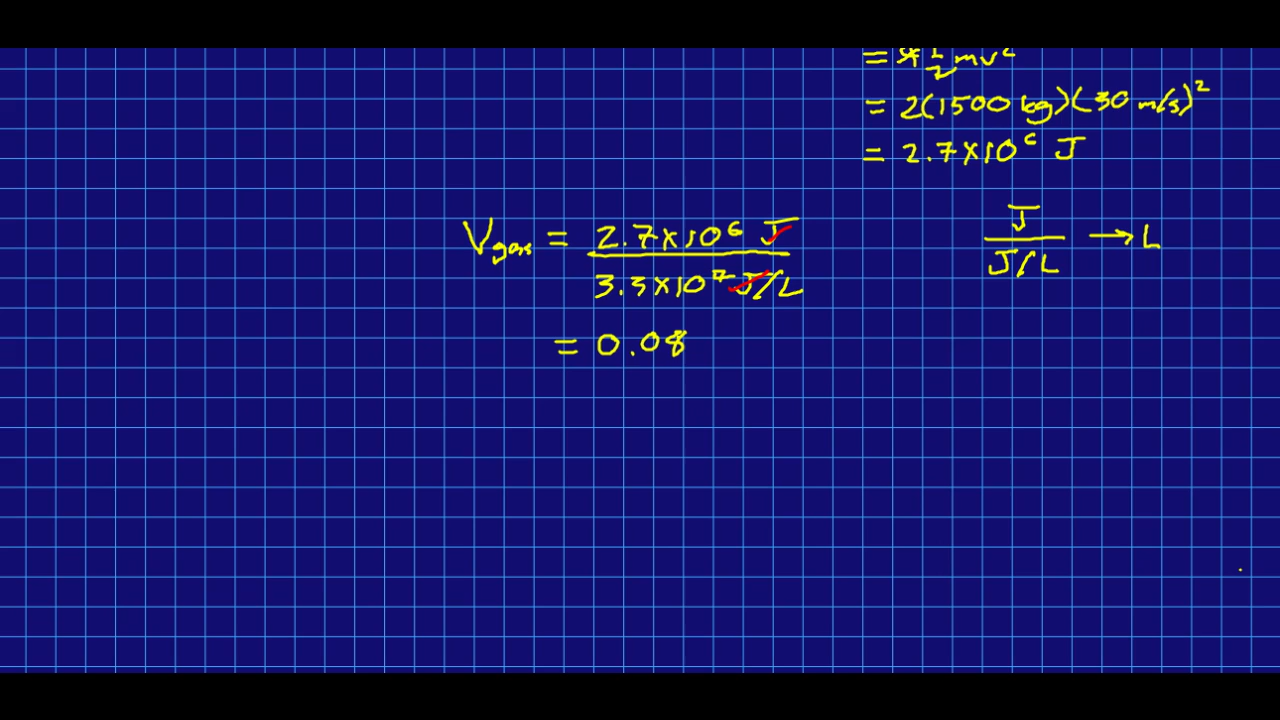 = 4 1/2 mv²
= 2(1500 kg)(30 m/s)²
= 2.7×10⁶ J
V gas = 2.7×10⁶ J / 3.3×10⁷ J/L
J / J/L → L
= 0.08